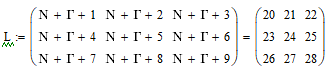 L := ( N + Γ + 1 N + Γ + 2 N + Γ + 3
N + Γ + 4 N + Γ + 5 N + Γ + 6
N + Γ + 7 N + Γ + 8 N + Γ + 9 ) = ( 20 21 22
23 24 25
26 27 28 )